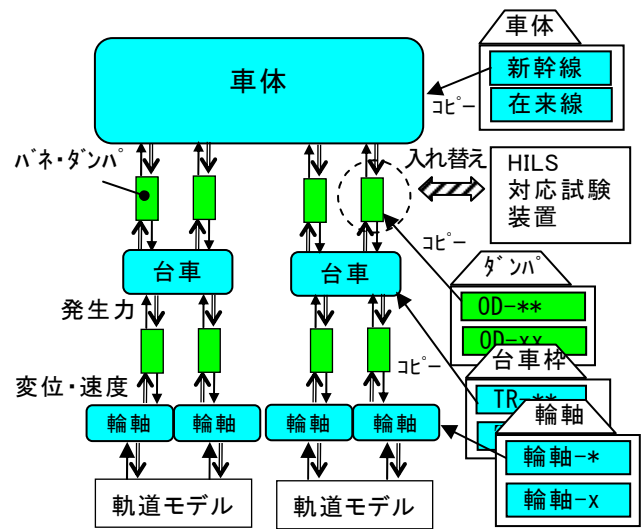 車体
新幹線
在来線
車体
コピー
バネ・ダンパ
入れ替え
HILS
対応試験
装置
コピー
台車
台車
ダンパ
OD-**
OD-xx
発生力
コピー
台車枠
TR-**
変位・速度
輪軸
輪軸
輪軸
輪軸
輪軸
輪軸-*
輪軸-x
軌道モデル
軌道モデル